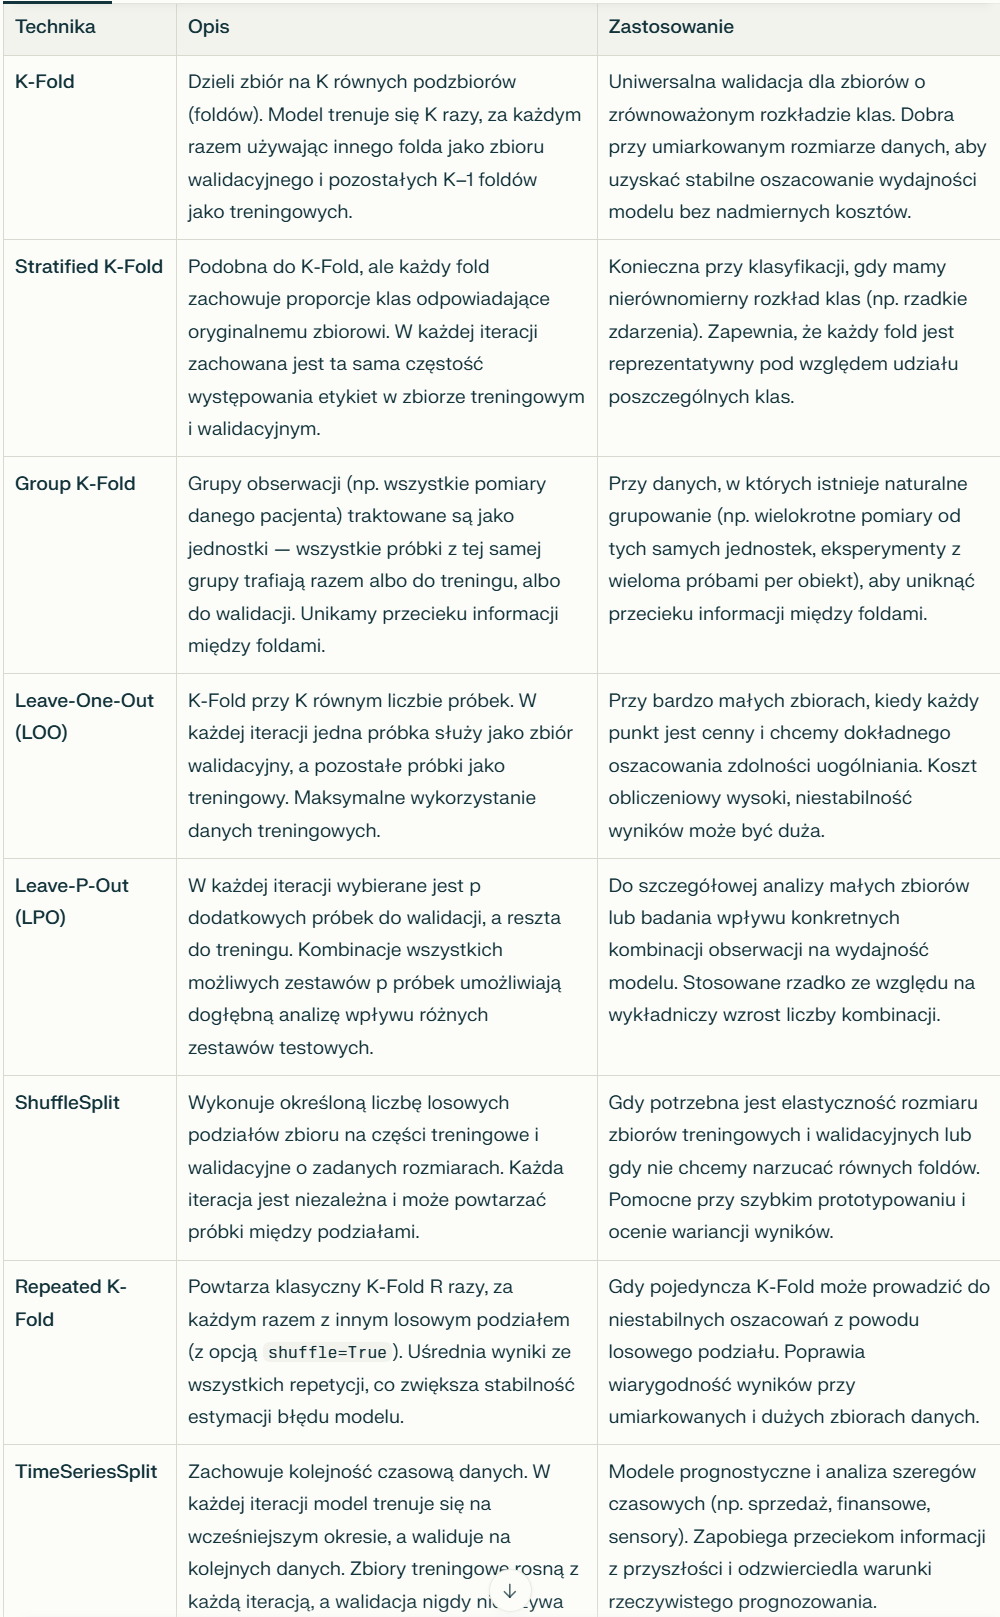 Technika
Opis
Zastosowanie
K-Fold
Dzieli zbiór na K równych podzbiorów
(foldów). Model trenuje się K razy, za każdym
razem używając innego folda jako zbioru
walidacyjnego i pozostałych K–1 foldów
jako treningowych.
Uniwersalna walidacja dla zbiorów o
zrównoważonym rozkładzie klas. Dobra
przy umiarkowanym rozmiarze danych, aby
uzyskać stabilne oszacowanie wydajności
modelu bez nadmiernych kosztów.
Stratified K-Fold
Podobna do K-Fold, ale każdy fold
zachowuje proporcje klas odpowiadające
oryginalnemu zbiorowi. W każdej iteracji
zachowana jest ta sama częstość
występowania etykiet w zbiorze treningowym
i walidacyjnym.
Konieczna przy klasyfikacji, gdy mamy
nierównomierny rozkład klas (np. rzadkie
zdarzenia). Zapewnia, że każdy fold jest
reprezentatywny pod względem udziału
poszczególnych klas.
Group K-Fold
Grupy obserwacji (np. wszystkie pomiary
danego pacjenta) traktowane są jako
jednostki — wszystkie próbki z tej samej
grupy trafiają razem albo do treningu, albo
do walidacji. Unikamy przecieku informacji
między foldami.
Przy danych, w których istnieje naturalne
grupowanie (np. wielokrotne pomiary od
tych samych jednostek, eksperymenty z
wieloma próbami per obiekt), aby uniknąć
przecieku informacji między foldami.
Leave-One-Out
(LOO)
K-Fold przy K równym liczbie próbek. W
każdej iteracji jedna próbka służy jako zbiór
walidacyjny, a pozostałe próbki jako
treningowy. Maksymalne wykorzystanie
danych treningowych.
Przy bardzo małych zbiorach, kiedy każdy
punkt jest cenny i chcemy dokładnego
oszacowania zdolności uogólniania. Koszt
obliczeniowy wysoki, niestabilność
wyników może być duża.
Leave-P-Out
(LPO)
W każdej iteracji wybierane jest p
dodatkowych próbek do walidacji, a reszta
do treningu. Kombinacje wszystkich
możliwych zestawów p próbek umożliwiają
dogłębną analizę wpływu różnych
zestawów testowych.
Do szczegółowej analizy małych zbiorów
lub badania wpływu konkretnych
kombinacji obserwacji na wydajność
modelu. Stosowane rzadko ze względu na
wykładniczy wzrost liczby kombinacji.
ShuffleSplit
Wykonuje określoną liczbę losowych
podziałów zbioru na części treningowe i
walidacyjne o zadanych rozmiarach. Każda
iteracja jest niezależna i może powtarzać
próbki między podziałami.
Gdy potrzebna jest elastyczność rozmiaru
zbiorów treningowych i walidacyjnych lub
gdy nie chcemy narzucać równych foldów.
Pomocne przy szybkim prototypowaniu i
ocenie wariancji wyników.
Repeated K-
Fold
Powtarza klasyczny K-Fold R razy, za
każdym razem z innym losowym podziałem
(z opcją shuffle=True). Uśrednia wyniki ze
wszystkich repetycji, co zwiększa stabilność
estymacji błędu modelu.
Gdy pojedyncza K-Fold może prowadzić do
niestabilnych oszacowań z powodu
losowego podziału. Poprawia
wiarygodność wyników przy
umiarkowanych i dużych zbiorach danych.
TimeSeriesSplit
Zachowuje kolejność czasową danych. W
każdej iteracji model trenuje się na
wcześniejszym okresie, a waliduje na
kolejnych danych. Zbiory treningowe rosną z
każdą iteracją, a walidacja nigdy
Modele prognostyczne i analiza szeregów
czasowych (np. sprzedaż, finansowe,
sensory). Zapobiega przeciekom informacji
z przyszłości i odzwierciedla warunki
rzeczywistego prognozowania.